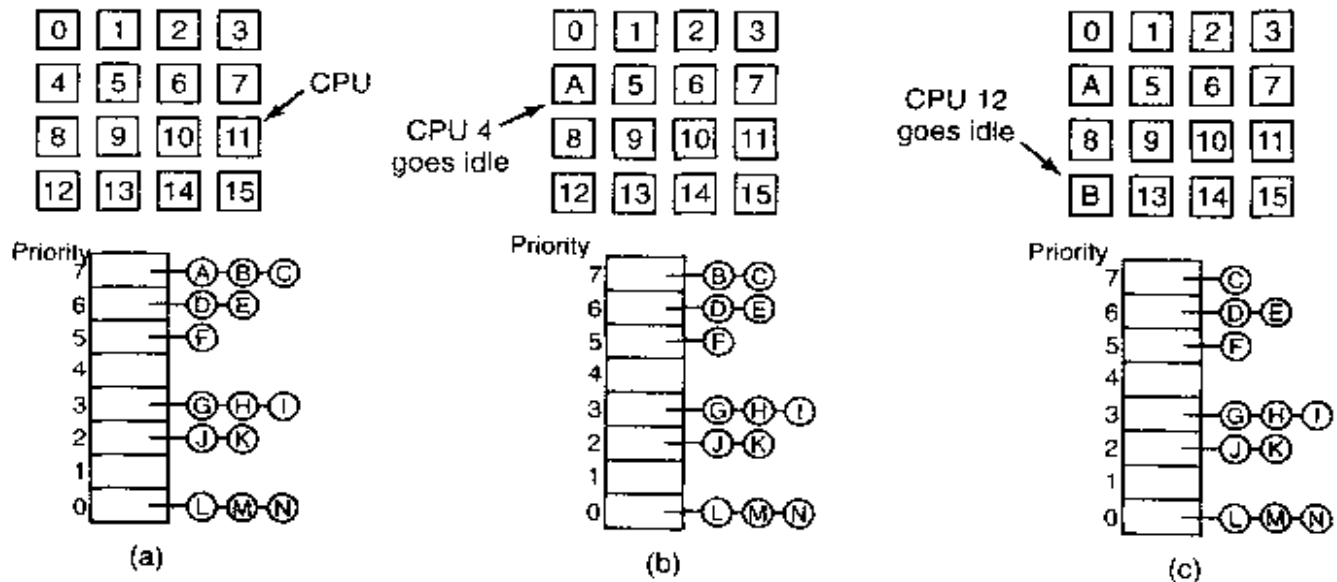 0 1 2 3
4 5 6 7
CPU
8 9 10 11
12 13 14 15
Priority
7 A B C
6 D E
5 F
4
3 G H I
2 J K
1
0 L M N
(a)
0 1 2 3
A 5 6 7
CPU 4
goes idle
8 9 10 11
12 13 14 15
Priority
7 B C
6 D E
5 F
4
3 G H I
2 J K
1
0 L M N
(b)
0 1 2 3
A 5 6 7
CPU 12
goes idle
8 9 10 11
B 13 14 15
Priority
7 C
6 D E
5 F
4
3 G H I
2 J K
1
0 L M N
(c)